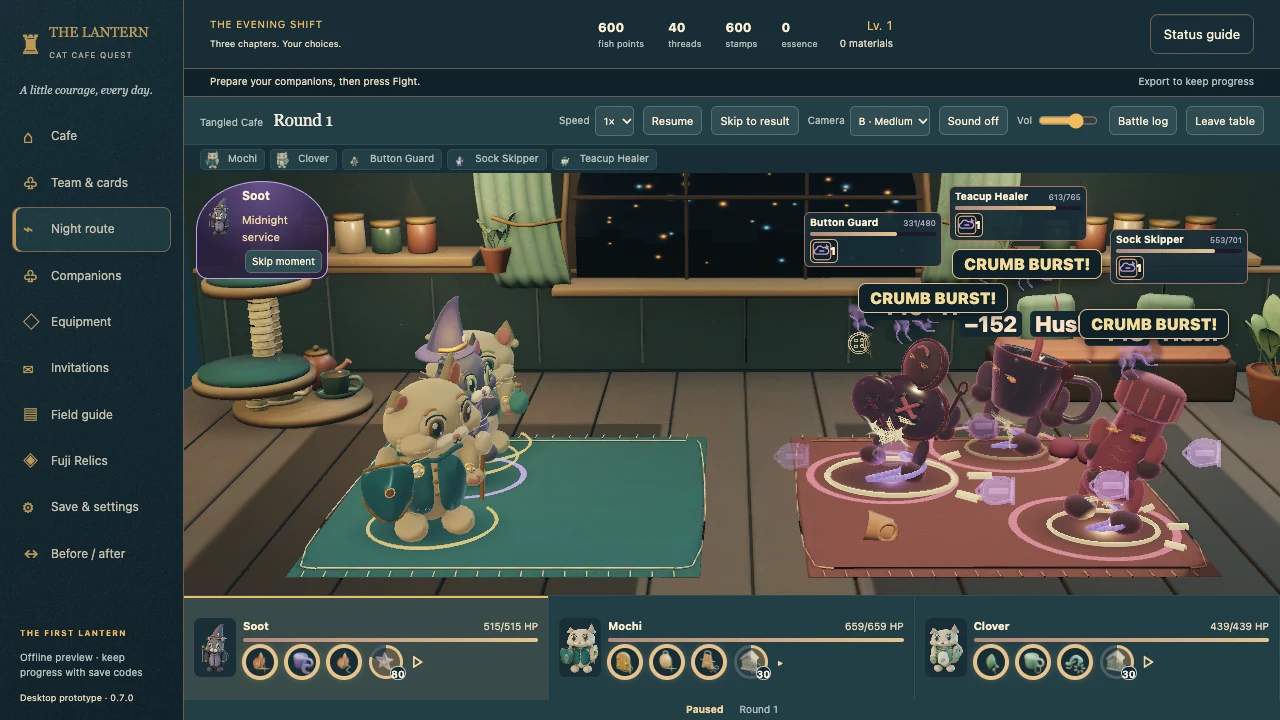 THE LANTERN
CAT CAFE QUEST
A little courage, every day.
Cafe
Team & cards
Night route
Companions
Equipment
Invitations
Field guide
Fuji Relics
Save & settings
Before / after
THE FIRST LANTERN
Offline preview · keep
progress with save codes
Desktop prototype · 0.7.0
THE EVENING SHIFT
Three chapters. Your choices.
600
fish points
40
threads
600
stamps
0
essence
Lv. 1
0 materials
Status guide
Prepare your companions, then press Fight.
Export to keep progress
Tangled Cafe
Round 1
Speed
1x
Resume
Skip to result
Camera
B · Medium
Sound off
Vol
Battle log
Leave table
Mochi
Clover
Button Guard
Sock Skipper
Teacup Healer
Soot
Midnight
service
Skip moment
Button Guard
331/480
1
Teacup Healer
613/765
1
Sock Skipper
553/701
1
CRUMB BURST!
CRUMB BURST!
−152
Hus
CRUMB BURST!
Soot
515/515 HP
80
Mochi
659/659 HP
30
Clover
439/439 HP
30
Paused
Round 1